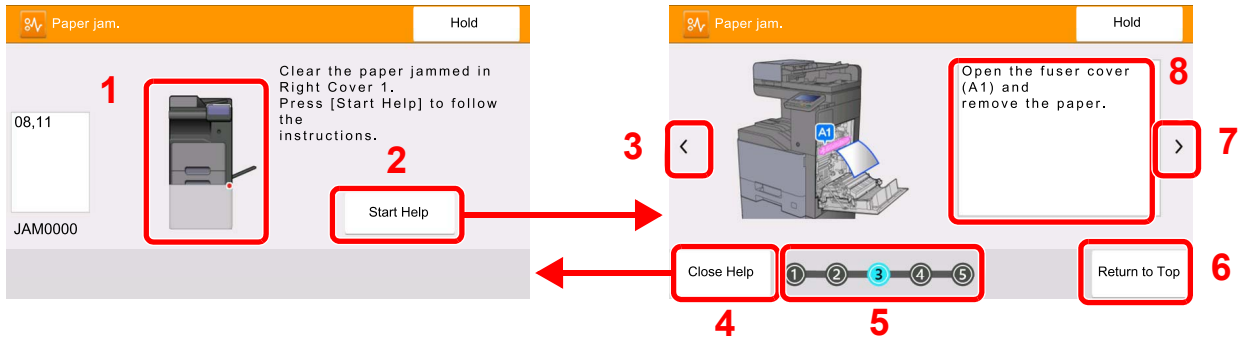 Paper jam.
Hold
1
08,11
JAM0000
Clear the paper jammed in
Right Cover 1.
Press [Start Help] to follow
the
instructions.
2
Start Help
Paper jam.
Hold
3
<
A1
Open the fuser cover
(A1) and
remove the paper.
8
>
7
Close Help
4
1 2 3 4 5
5
Return to Top
6